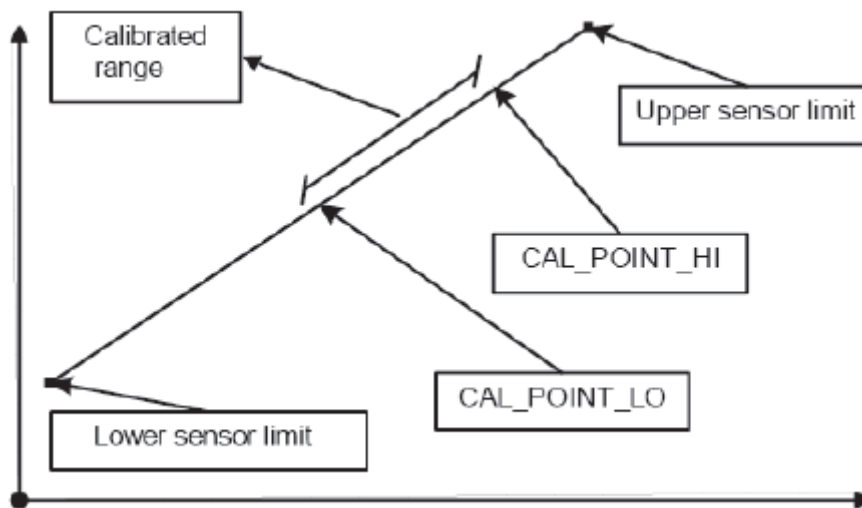 Calibrated
range
Upper sensor limit
CAL_POINT_HI
CAL_POINT_LO
Lower sensor limit